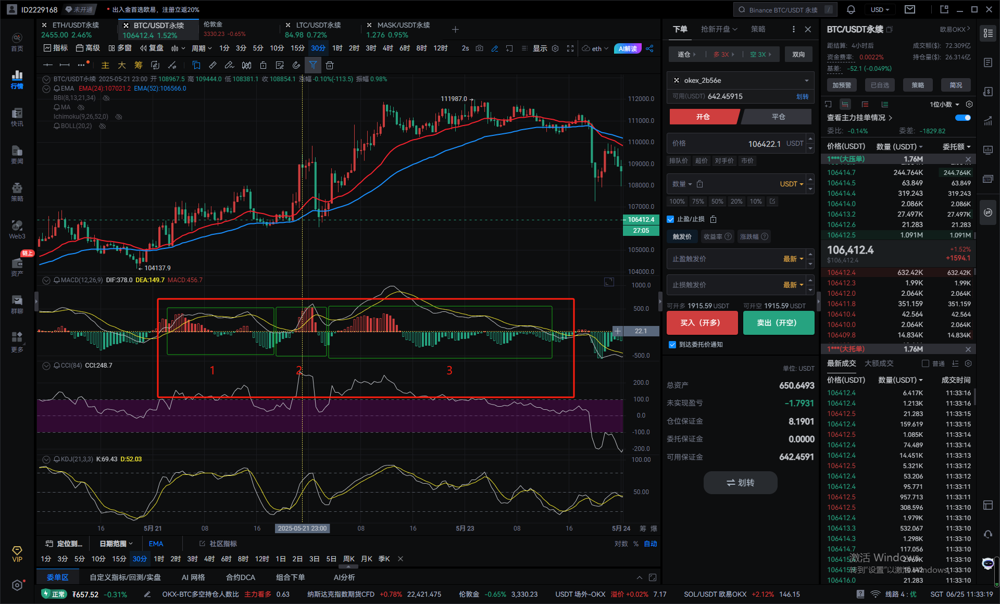 ID2229168 未开通 出入金首选欧易，注册立返20%
Binance BTC/USDT 永续 / USD
首页
行情
快讯
要闻
策略
Web3
链上
资产
群聊
更多
VIP
ETH/USDT永续
2455.00 2.46%
BTC/USDT永续
106412.4 1.52%
伦敦金
3330.23 -0.65%
LTC/USDT永续
84.98 0.72%
MASK/USDT永续
1.276 0.95%
指标 高级 多窗 复盘 周期 1分 3分 5分 10分 15分 30分 1时 2时 3时 4时 6时 8时 12时 2s 显示 eth AI解读
主 大 筹
BTC/USDT永续 2025-05-21 23:00 开 108967.5 高 109444.0 低 108381.1 收 108854.1 涨幅 -0.10%(-113.5) 振幅 0.98%
EMA EMA(24):107021.2 EMA(52):106566.0
BBI(8,13,21,34)
MA
Ichimoku(9,26,52,0)
BOLL(20,2)
111987.0
104137.9
112000.0
111000.0
110000.0
109000.0
108000.0
107000.0
106412.4
27:05
105000.0
104000.0
MACD(12,26,9) DIF:378.0 DEA:149.7 MACD:456.7
1000.0
500.0
22.1
-500.0
CCI(84) CCI:248.7
1
2
3
200.0
100.0
0.0
-100.0
-200.0
KDJ(21,3,3) K:69.43 D:52.03
100.00
50.00
16 5月 21 08 16 2025-05-21 23:00 08 16 5月 23 08 16 5月 24 筹 爆
定位到... 日期范围 EMA 社区指标 对数 % 自动
1分 3分 5分 10分 15分 30分 1时 2时 3时 4时 6时 8时 12时 1日 2日 3日 5日 周K 月K 季K
委单区 自定义指标/回测/实盘 AI 网格 合约DCA 组合下单 AI分析
下单 抢新开盘 策略
逐仓 多 3X 空 3X 双向
okex_2b56e
可用(USDT) 642.45915 划转
开仓 平仓
价格 106422.1 USDT
排队价 超价 对手价 市价
数量 USDT
100% 75% 50% 20% 10%
止盈/止损
触发价 收益率 涨跌幅
止盈触发价 最新
止损触发价 最新
可开多 1915.59 USDT 可开空 1915.59 USDT
买入（开多） 卖出（开空）
到达委托价通知
单位: USDT
总资产 650.6493
未实现盈亏 -1.7931
仓位保证金 8.1901
委托保证金 0.0000
可用保证金 642.4591
划转
BTC/USDT永续 欧易OKX
距结算: 4小时后 成交额($): 72.309亿
资金费率: 0.0022% 持仓量($): 26.314亿
基差: -52.1 (-0.049%)
加预警 已自选 策略 简况
1位小数
查看主力挂单情况
委比: -0.14% 委差: -1829.82
价格(USDT) 数量 (USDT) 委托额
1***(大压单) 1.76M
106414.7 244.764K 244.764K
106414.5 63.849 63.849
106414.4 319.243 319.243
106414.0 2.086K 2.086K
106413.2 27.497K 27.497K
106412.6 21.283 21.283
106412.5 1.091M 1.091M
106,412.4 +1.52%
$106,412.4 +1594.1
106412.4 632.42K 632.42K
106412.3 1.99K 1.99K
106412.0 2.064K 2.064K
106411.8 351.159 351.159
106410.4 42.564 42.564
106410.0 2.064K 2.064K
106409.8 14.834K 14.834K
1***(大托单) 1.76M
最新成交 大额成交 普通
价格(USDT) 数量(USDT) 成交时间
106412.4 6.417K 11:33:16
106412.4 1.213K 11:33:16
106412.5 21.283 11:33:15
106412.4 159.619 11:33:15
106412.5 1.085K 11:33:14
106412.4 74.489 11:33:14
106412.4 14.451K 11:33:13
106412.5 5.321K 11:33:12
106412.4 53.206 11:33:12
106412.4 95.771 11:33:11
106412.5 957.713 11:33:11
106412.5 308.596 11:33:10
106412.4 1.979K 11:33:10
106413.3 532.067 11:33:10
106414.3 1.298K 11:33:10
106414.7 117.056 11:33:10
2.969K 11:33:10
10.642 11:33:10
106416.0 21.283 11:33:10
激活 Windows
转到"设置"以激活 Windows。
正常 ₮657.52 -0.31% OKX-BTC多空持仓人数比 主力看多 0.63 纳斯达克指数期货CFD +0.78% 22,421.475 伦敦金 -0.65% 3,330.23 USDT 场外-OKX 溢价 +0.02% 7.17 SOL/USDT 欧易OKX +2.12% 146.15 线路 4 : 优 SGT 06/25 11:33:19